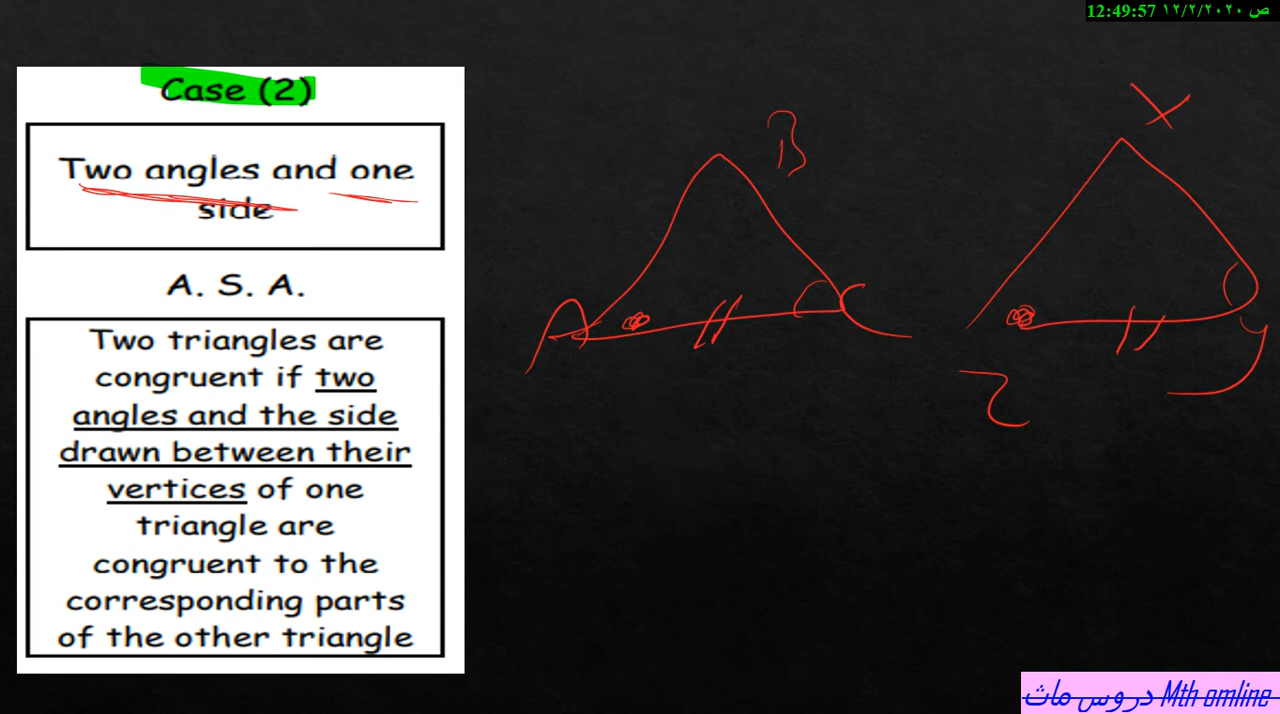 12:49:57 ص ١٢/٢/٢٠٢٠
Case (2)
Two angles and one
side
A. S. A.
Two triangles are
congruent if two
angles and the side
drawn between their
vertices of one
triangle are
congruent to the
corresponding parts
of the other triangle
B
A
C
X
Z
y
دروس ماث Mth omline